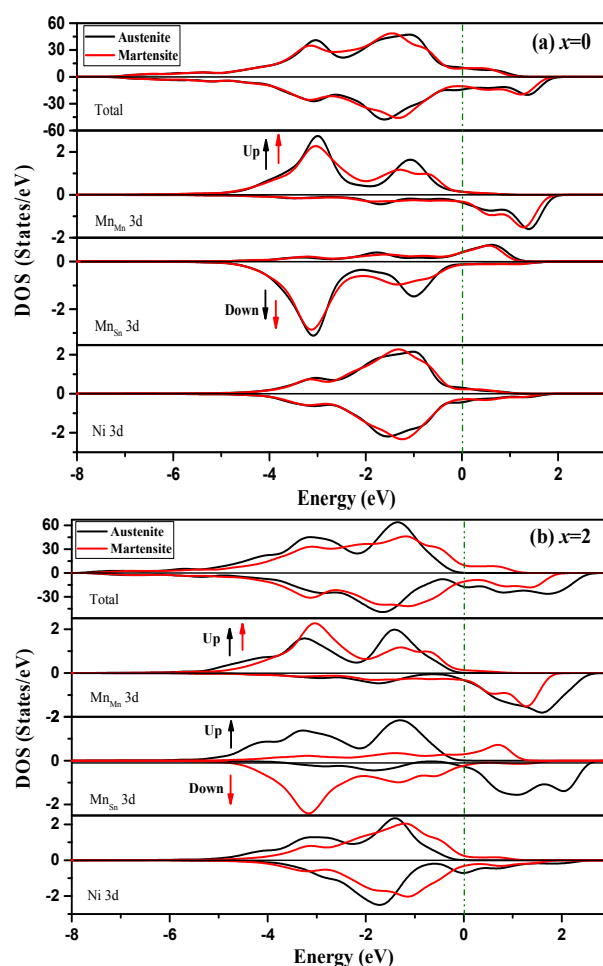 60
30
0
-30
-60
Austenite
Martensite
(a) x=0
Total
2
0
-2
Up
Mn_Mn 3d
0
-2
Down
Mn_Sn 3d
2
0
-2
Ni 3d
DOS (States/eV)
-8 -6 -4 -2 0 2
Energy (eV)
60
30
0
-30
Austenite
Martensite
(b) x=2
Total
2
0
-2
Up
Mn_Mn 3d
0
-2
Up
Down
Mn_Sn 3d
2
0
-2
Ni 3d
DOS (States/eV)
-8 -6 -4 -2 0 2
Energy (eV)